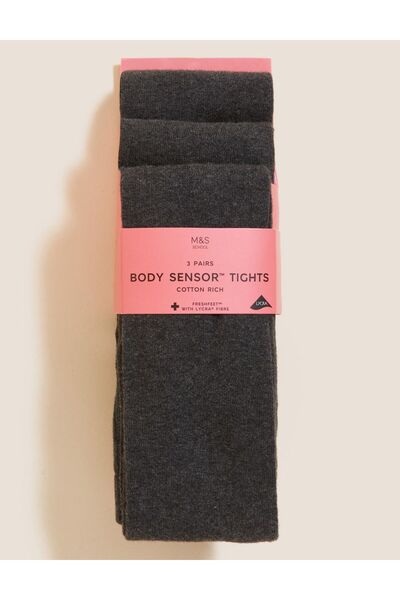 M&S
SCHOOL
3 PAIRS
BODY SENSOR™ TIGHTS
COTTON RICH
FRESHFEET™
WITH LYCRA® FIBRE
LYCRA